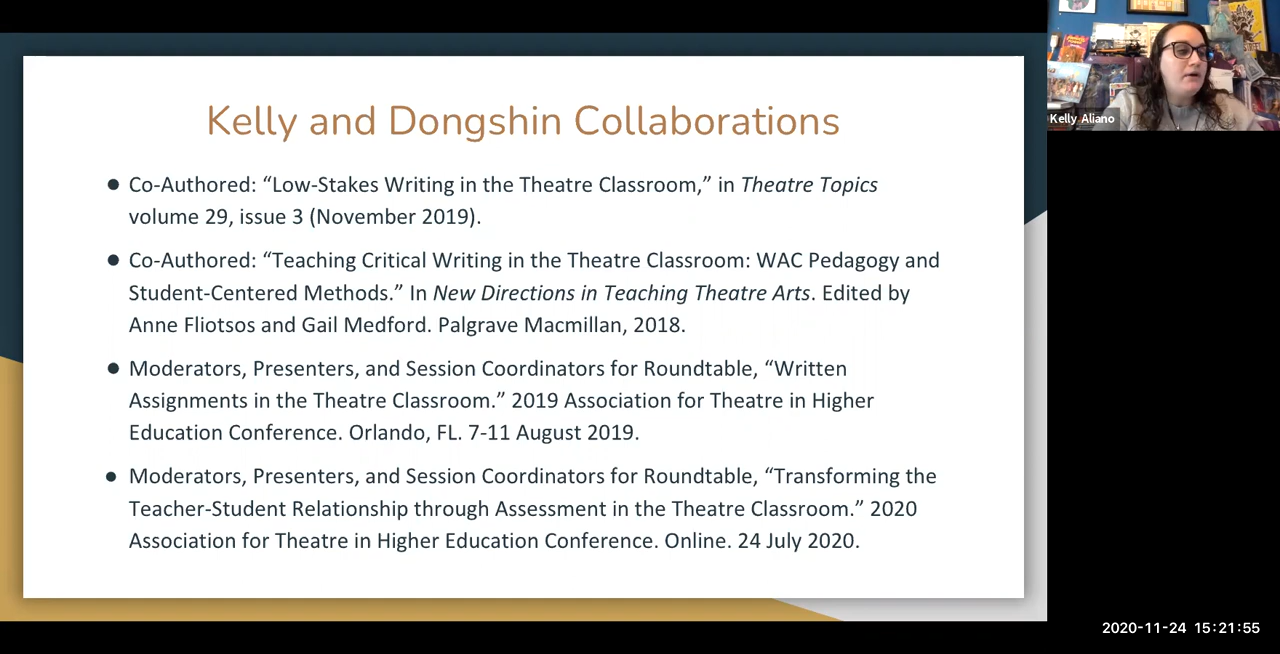 Kelly and Dongshin Collaborations
● Co-Authored: “Low-Stakes Writing in the Theatre Classroom,” in Theatre Topics
volume 29, issue 3 (November 2019).
● Co-Authored: “Teaching Critical Writing in the Theatre Classroom: WAC Pedagogy and
Student-Centered Methods.” In New Directions in Teaching Theatre Arts. Edited by
Anne Fliotsos and Gail Medford. Palgrave Macmillan, 2018.
● Moderators, Presenters, and Session Coordinators for Roundtable, “Written
Assignments in the Theatre Classroom.” 2019 Association for Theatre in Higher
Education Conference. Orlando, FL. 7-11 August 2019.
● Moderators, Presenters, and Session Coordinators for Roundtable, “Transforming the
Teacher-Student Relationship through Assessment in the Theatre Classroom.” 2020
Association for Theatre in Higher Education Conference. Online. 24 July 2020.
Kelly Aliano
2020-11-24 15:21:55